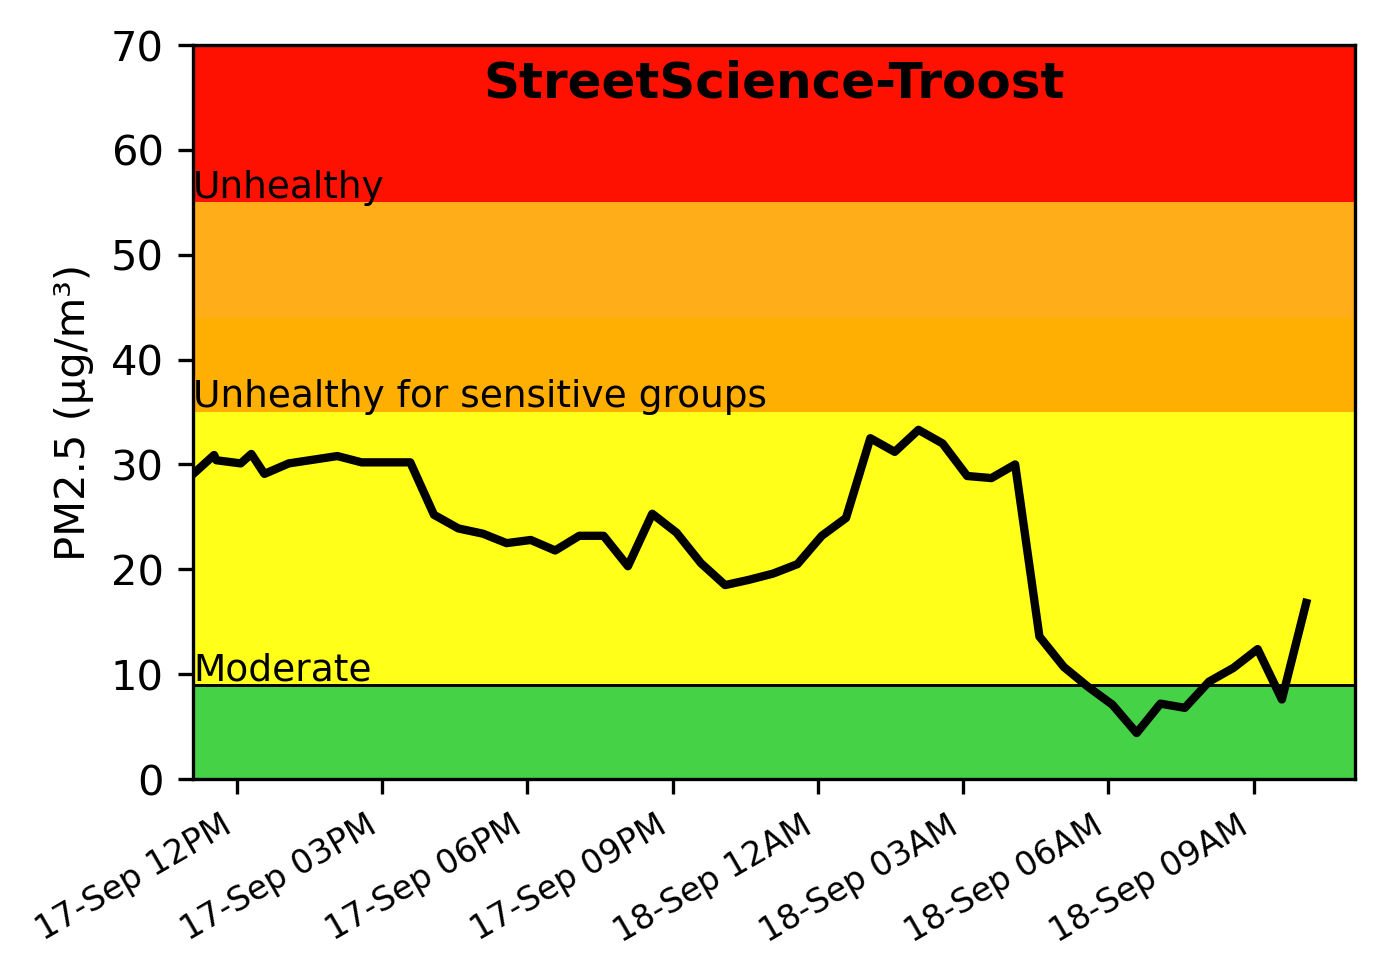 StreetScience-Troost
PM2.5 (µg/m³)
70
60
Unhealthy
50
40
Unhealthy for sensitive groups
30
20
10
Moderate
0
17-Sep 12PM
17-Sep 03PM
17-Sep 06PM
17-Sep 09PM
18-Sep 12AM
18-Sep 03AM
18-Sep 06AM
18-Sep 09AM